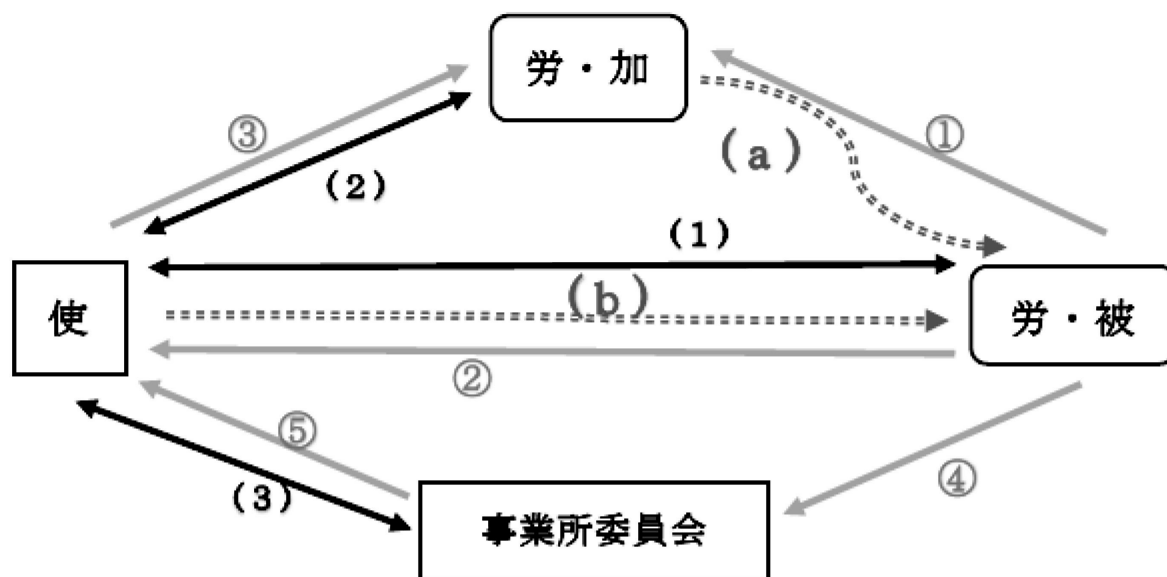 労・加
③
①
(a)
(2)
(1)
使
(b)
労・被
②
⑤
④
(3)
事業所委員会